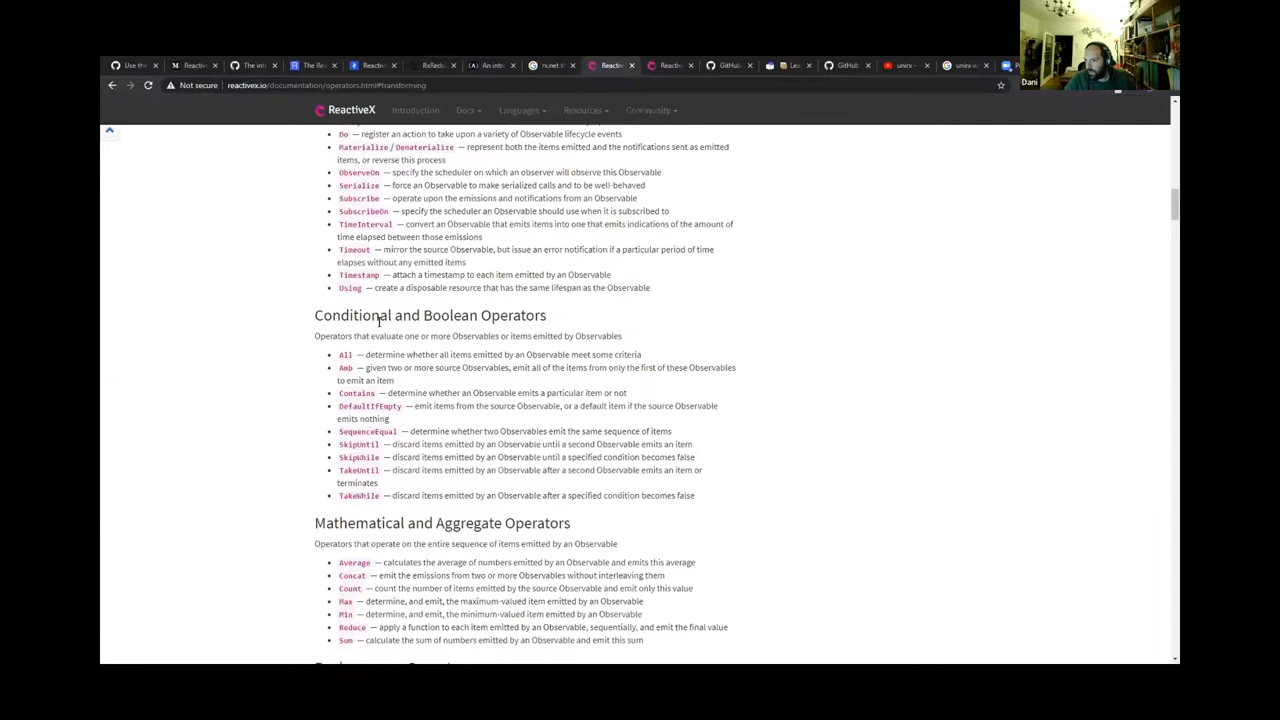 Use the
Reactive
The int
The Rea
Reactive
RxRedu
An intr
nunet th
Reactiv
Reactiv
GitHub
Les
GitHub
unirx -
unirx w
Po
Not secure
reactivex.io/documentation/operators.html#transforming
Dani
ReactiveX
Introduction
Docs
Languages
Resources
Community
Do — register an action to take upon a variety of Observable lifecycle events
Materialize / Dematerialize — represent both the items emitted and the notifications sent as emitted
items, or reverse this process
ObserveOn — specify the scheduler on which an observer will observe this Observable
Serialize — force an Observable to make serialized calls and to be well-behaved
Subscribe — operate upon the emissions and notifications from an Observable
SubscribeOn — specify the scheduler an Observable should use when it is subscribed to
TimeInterval — convert an Observable that emits items into one that emits indications of the amount of
time elapsed between those emissions
Timeout — mirror the source Observable, but issue an error notification if a particular period of time
elapses without any emitted items
Timestamp — attach a timestamp to each item emitted by an Observable
Using — create a disposable resource that has the same lifespan as the Observable
Conditional and Boolean Operators
Operators that evaluate one or more Observables or items emitted by Observables
All — determine whether all items emitted by an Observable meet some criteria
Amb — given two or more source Observables, emit all of the items from only the first of these Observables
to emit an item
Contains — determine whether an Observable emits a particular item or not
DefaultIfEmpty — emit items from the source Observable, or a default item if the source Observable
emits nothing
SequenceEqual — determine whether two Observables emit the same sequence of items
SkipUntil — discard items emitted by an Observable until a second Observable emits an item
SkipWhile — discard items emitted by an Observable until a specified condition becomes false
TakeUntil — discard items emitted by an Observable after a second Observable emits an item or
terminates
TakeWhile — discard items emitted by an Observable after a specified condition becomes false
Mathematical and Aggregate Operators
Operators that operate on the entire sequence of items emitted by an Observable
Average — calculates the average of numbers emitted by an Observable and emits this average
Concat — emit the emissions from two or more Observables without interleaving them
Count — count the number of items emitted by the source Observable and emit only this value
Max — determine, and emit, the maximum-valued item emitted by an Observable
Min — determine, and emit, the minimum-valued item emitted by an Observable
Reduce — apply a function to each item emitted by an Observable, sequentially, and emit the final value
Sum — calculate the sum of numbers emitted by an Observable and emit this sum